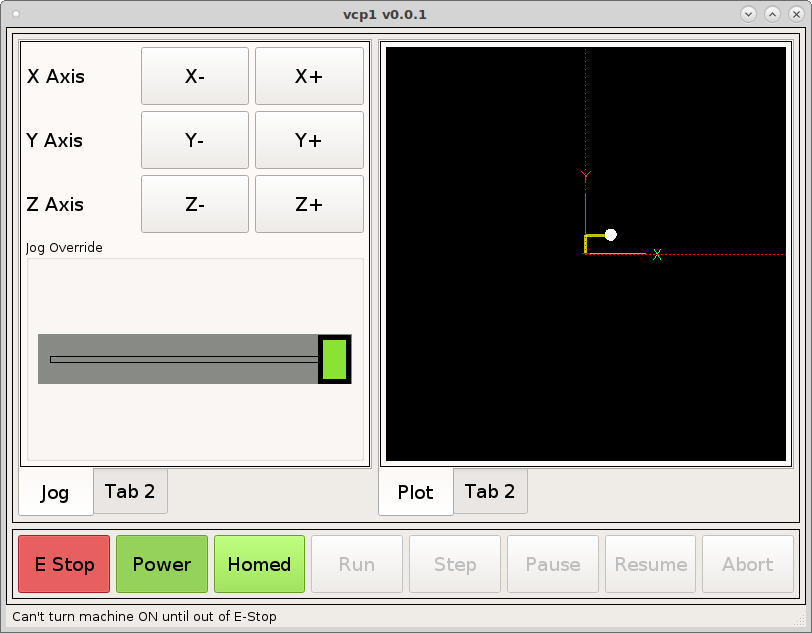 vcp1 v0.0.1
X Axis X- X+
Y Axis Y- Y+
Z Axis Z- Z+
Jog Override
Y
X
Jog Tab 2
Plot Tab 2
E Stop Power Homed Run Step Pause Resume Abort
Can't turn machine ON until out of E-Stop